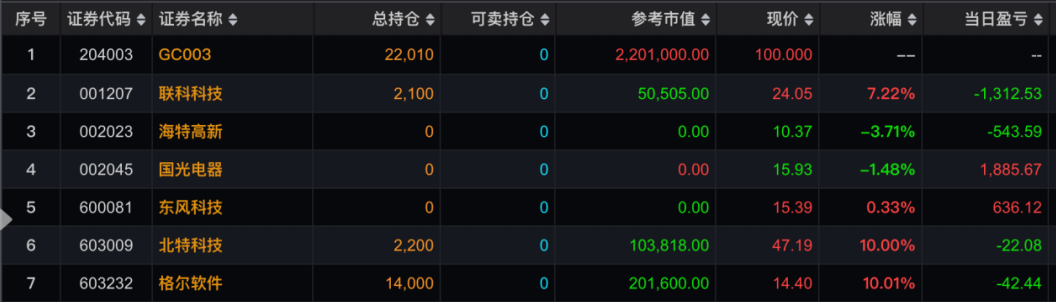 序号 证券代码 证券名称 总持仓 可卖持仓 参考市值 现价 涨幅 当日盈亏
1 204003 GC003 22,010 0 2,201,000.00 100.000 -- --
2 001207 联科科技 2,100 0 50,505.00 24.05 7.22% -1,312.53
3 002023 海特高新 0 0 0.00 10.37 -3.71% -543.59
4 002045 国光电器 0 0 0.00 15.93 -1.48% 1,885.67
5 600081 东风科技 0 0 0.00 15.39 0.33% 636.12
6 603009 北特科技 2,200 0 103,818.00 47.19 10.00% -22.08
7 603232 格尔软件 14,000 0 201,600.00 14.40 10.01% -42.44